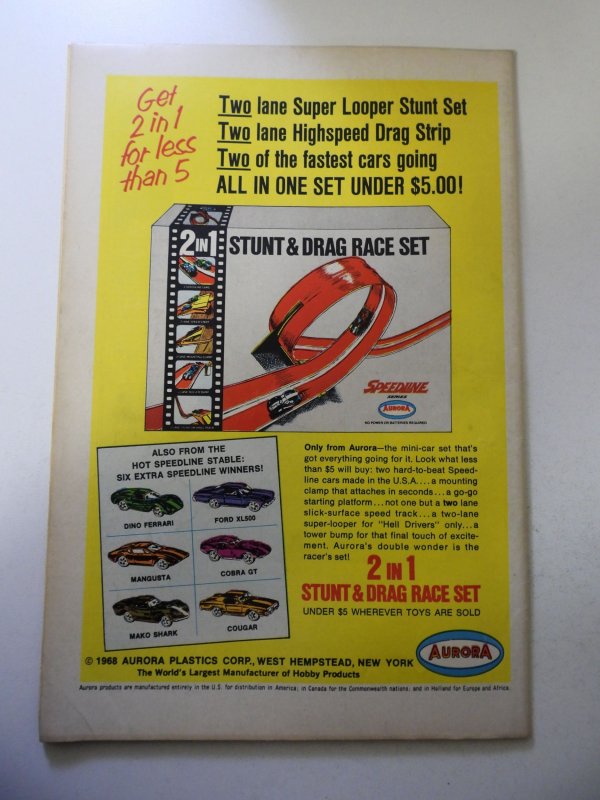 Get
2 in 1
for less
than 5
Two lane Super Looper Stunt Set
Two lane Highspeed Drag Strip
Two of the fastest cars going
ALL IN ONE SET UNDER $5.00!
2 IN 1
STUNT & DRAG RACE SET
SPEEDLINE
SERIES
AURORA
NO POWER OR BATTERIES REQUIRED
ALSO FROM THE
HOT SPEEDLINE STABLE:
SIX EXTRA SPEEDLINE WINNERS!
DINO FERRARI
FORD XL500
MANGUSTA
COBRA GT
MAKO SHARK
COUGAR
Only from Aurora—the mini-car set that's
got everything going for it. Look what less
than $5 will buy: two hard-to-beat Speed-
line cars made in the U.S.A. . . . a mounting
clamp that attaches in seconds . . . a go-go
starting platform . . . not one but a two lane
slick-surface speed track . . . a two-lane
super-looper for "Hell Drivers" only . . . a
tower bump for that final touch of excite-
ment. Aurora's double wonder is the
racer's set!
2 IN 1
STUNT & DRAG RACE SET
UNDER $5 WHEREVER TOYS ARE SOLD
© 1968 AURORA PLASTICS CORP., WEST HEMPSTEAD, NEW YORK
The World's Largest Manufacturer of Hobby Products
AURORA
Aurora products are manufactured entirely in the U.S. for distribution in America; in Canada for the Commonwealth nations; and in Holland for Europe and Africa.